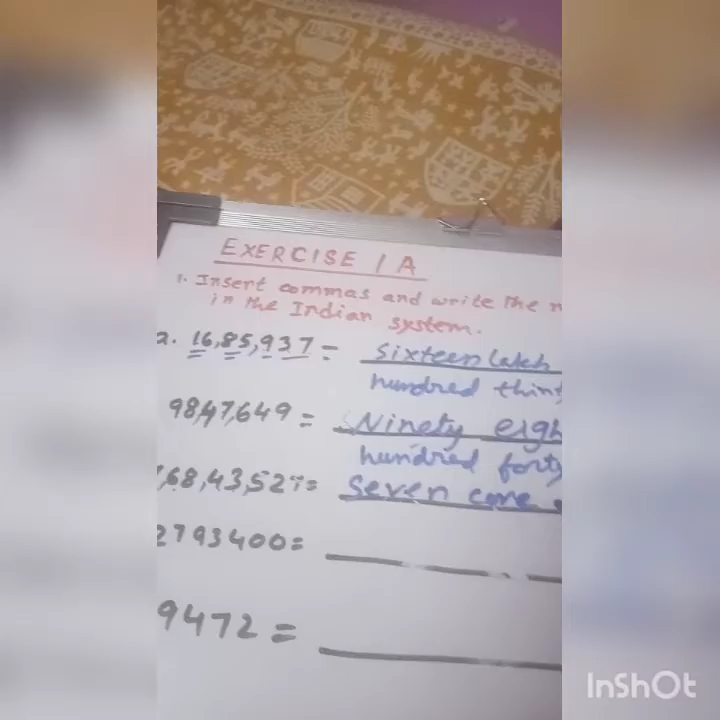 EXERCISE 1A
1. Insert commas and write the
in the Indian system.
a. 16,85,937 = sixteen lakh
hundred thirty
98,47,649 = Ninety eigh
hundred forty
,68,43,527= Seven core
2793400=
9472 =
InShOt